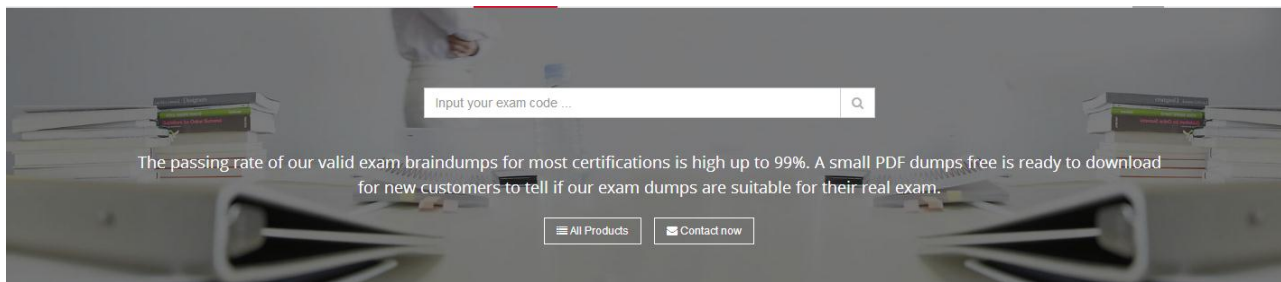 Input your exam code ...
The passing rate of our valid exam braindumps for most certifications is high up to 99%. A small PDF dumps free is ready to download
for new customers to tell if our exam dumps are suitable for their real exam.
All Products Contact now